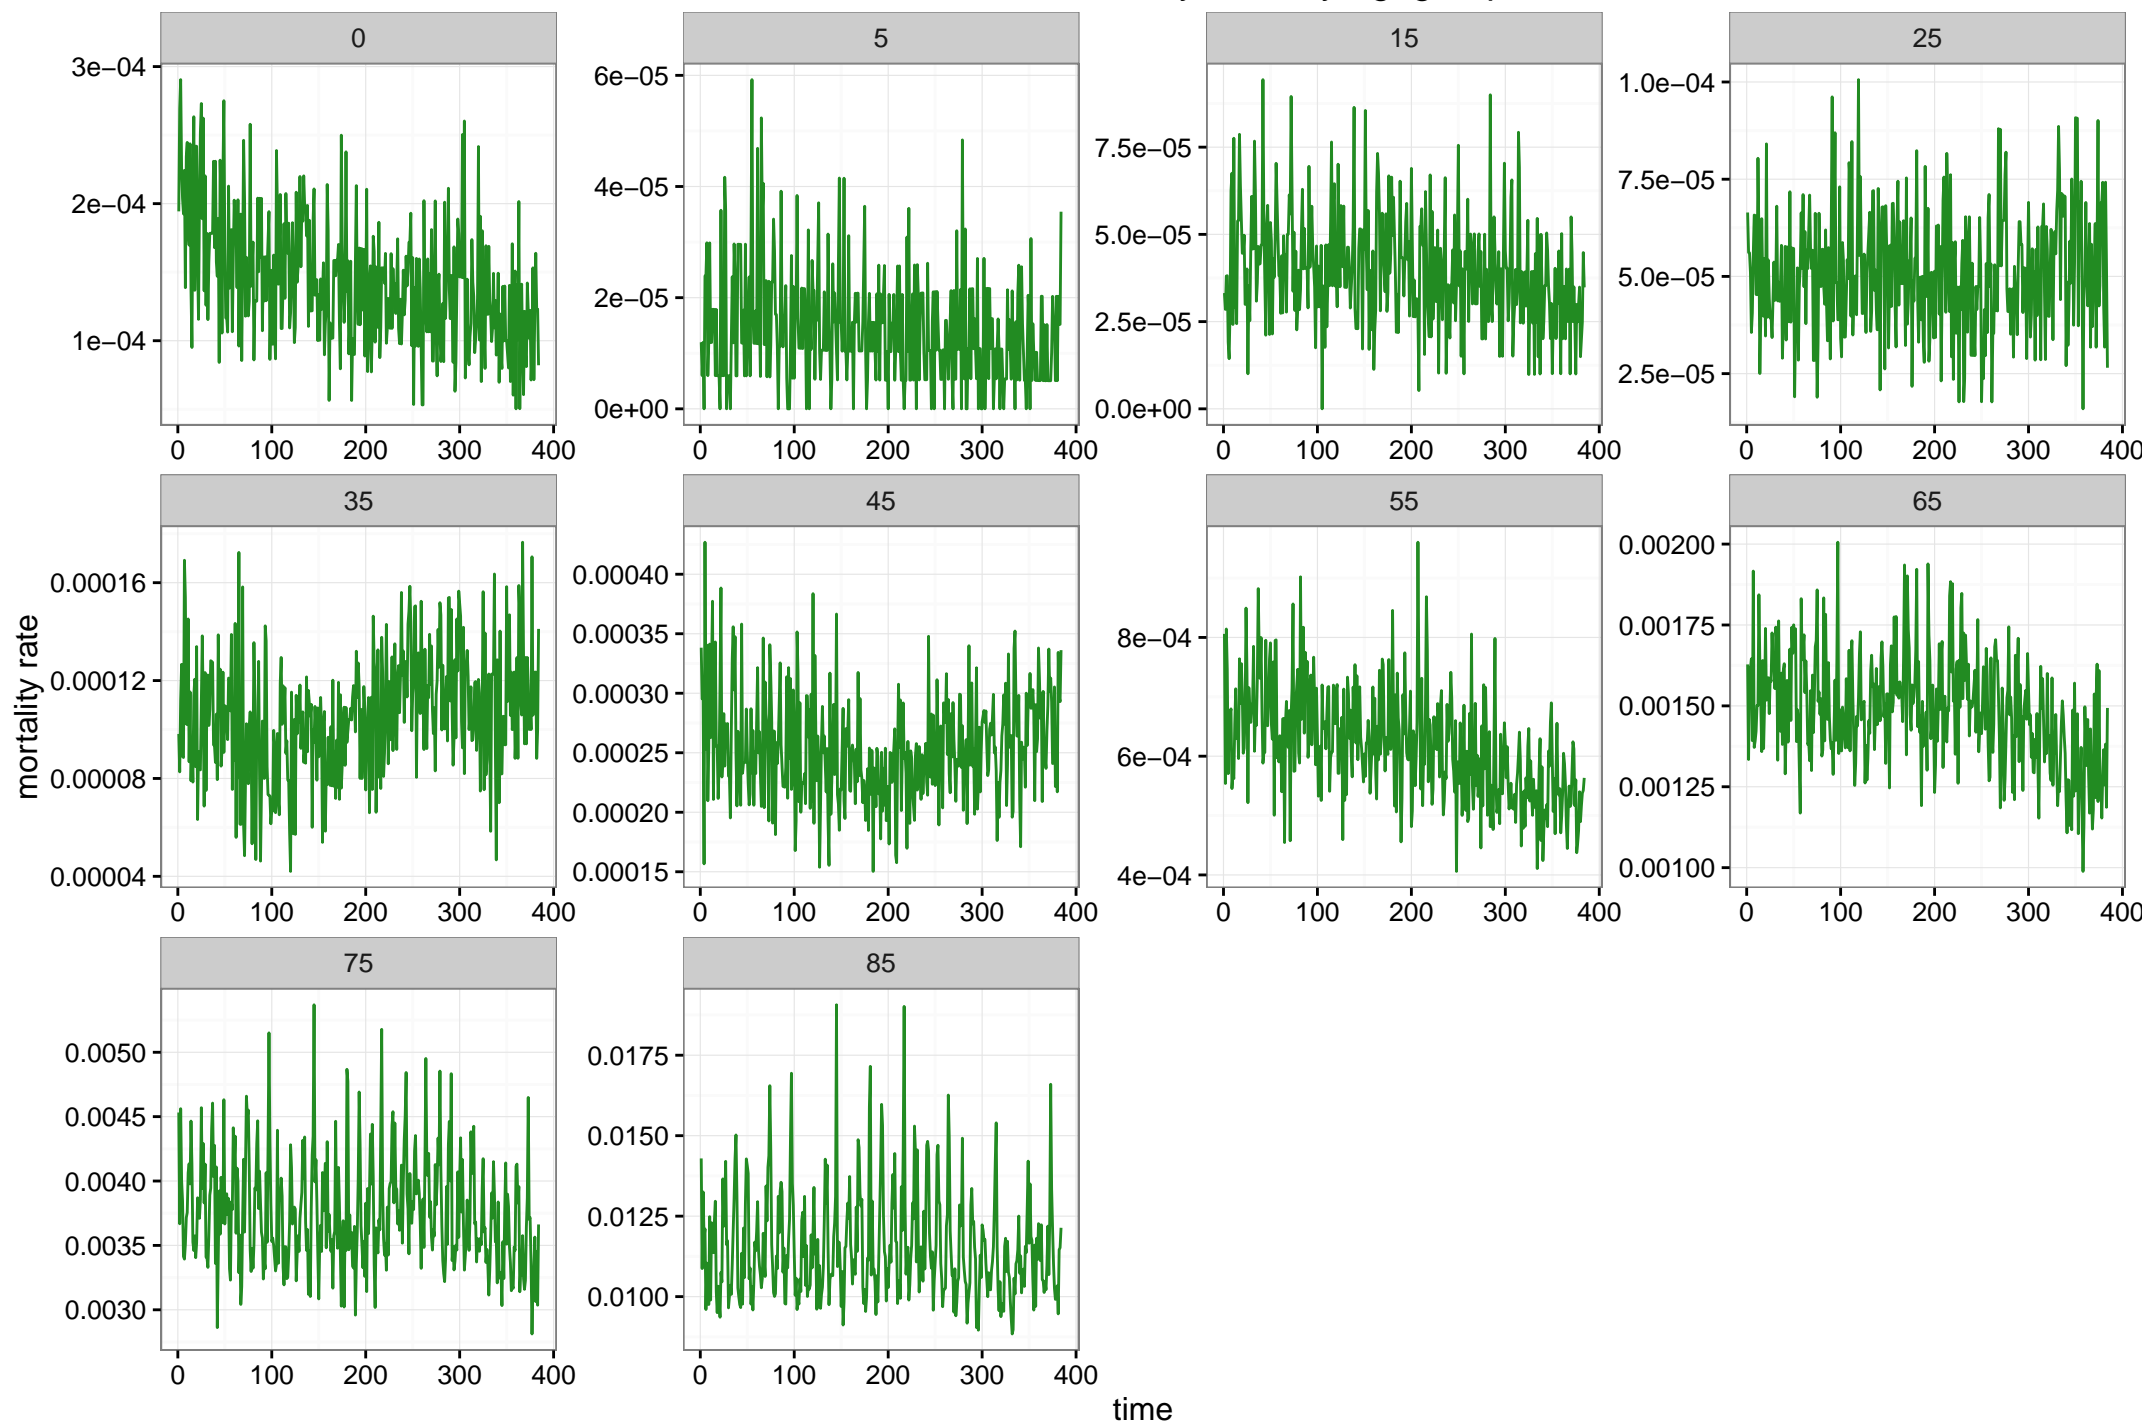 0 5 15 25
3e−04
2e−04
1e−04
0 100 200 300 400
6e−05
4e−05
2e−05
0e+00
0 100 200 300 400
7.5e−05
5.0e−05
2.5e−05
0.0e+00
0 100 200 300 400
1.0e−04
7.5e−05
5.0e−05
2.5e−05
0 100 200 300 400
35 45 55 65
mortality rate
0.00016
0.00012
0.00008
0.00004
0 100 200 300 400
0.00040
0.00035
0.00030
0.00025
0.00020
0.00015
0 100 200 300 400
8e−04
6e−04
4e−04
0 100 200 300 400
0.00200
0.00175
0.00150
0.00125
0.00100
0 100 200 300 400
75 85
0.0050
0.0045
0.0040
0.0035
0.0030
0 100 200 300 400
0.0175
0.0150
0.0125
0.0100
0 100 200 300 400
time